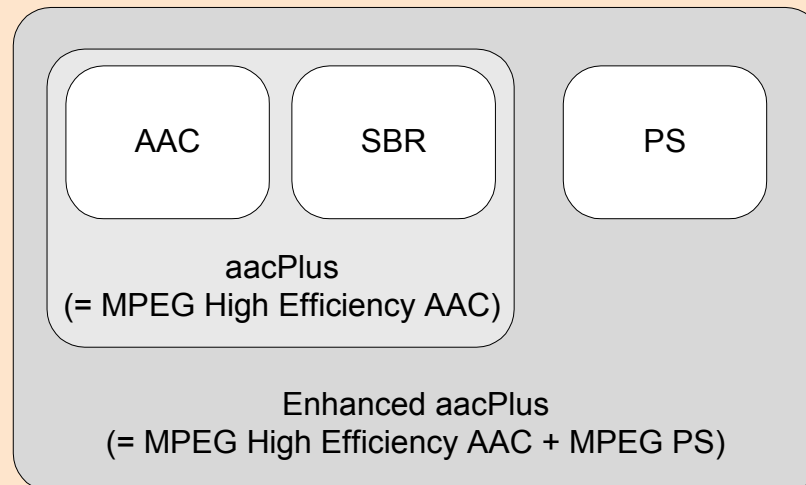 AAC
SBR
PS
aacPlus
(= MPEG High Efficiency AAC)
Enhanced aacPlus
(= MPEG High Efficiency AAC + MPEG PS)